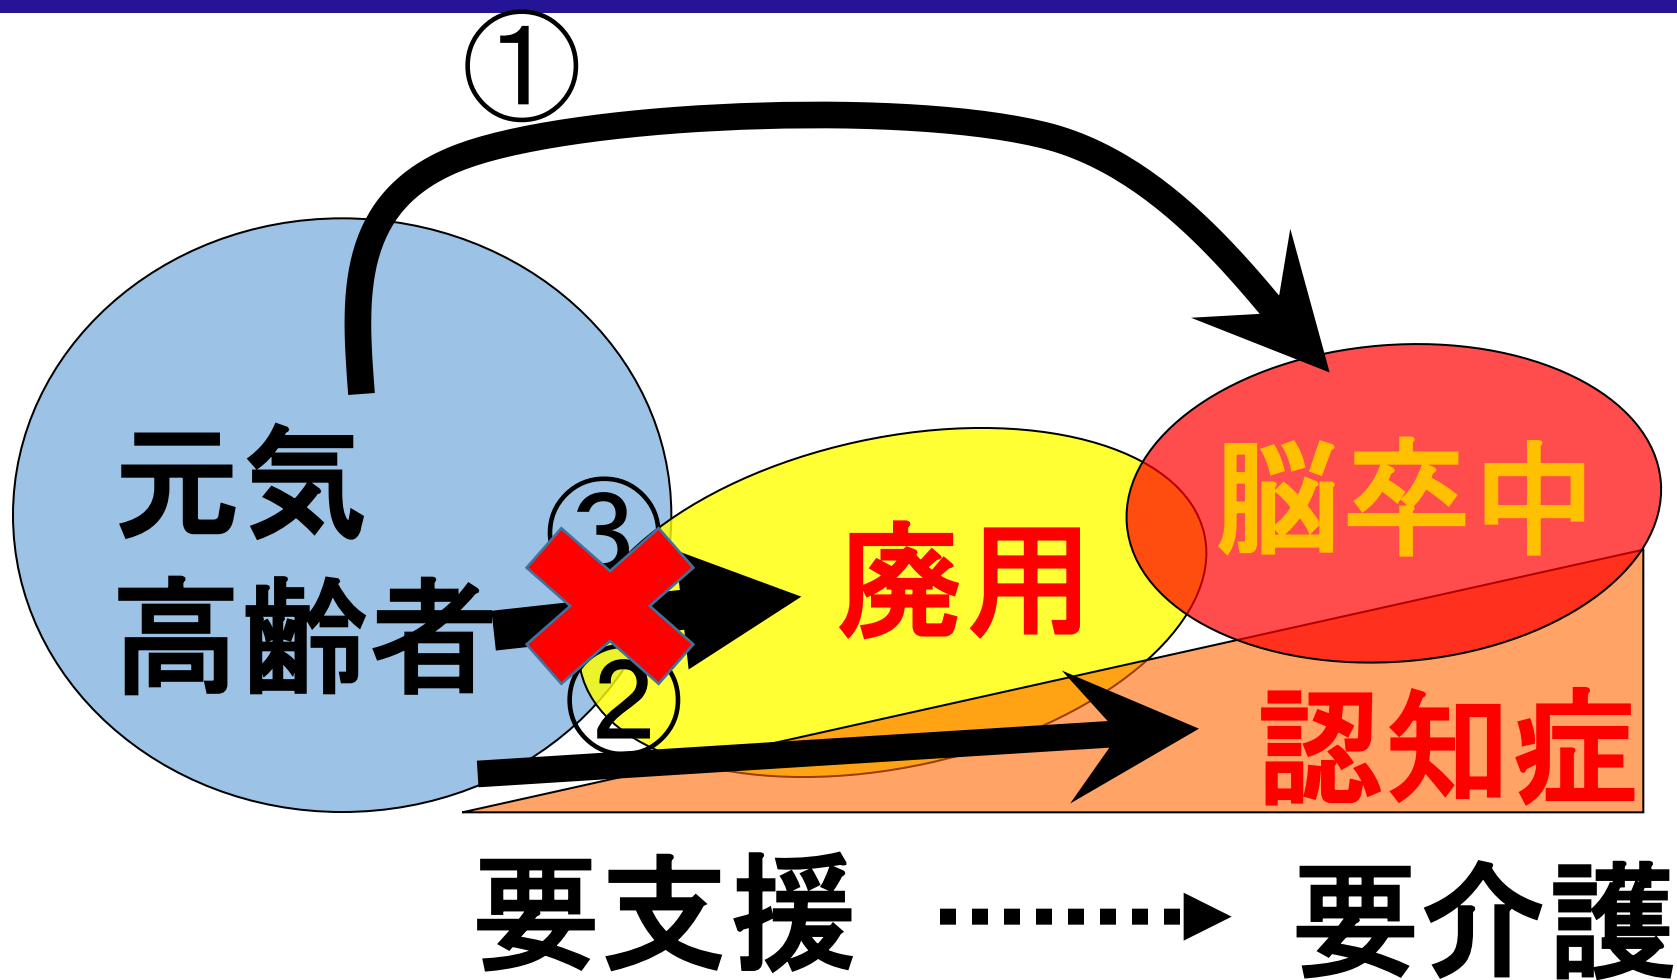 ①
元気
高齢者
③
②
廃用
脳卒中
認知症
要支援
要介護